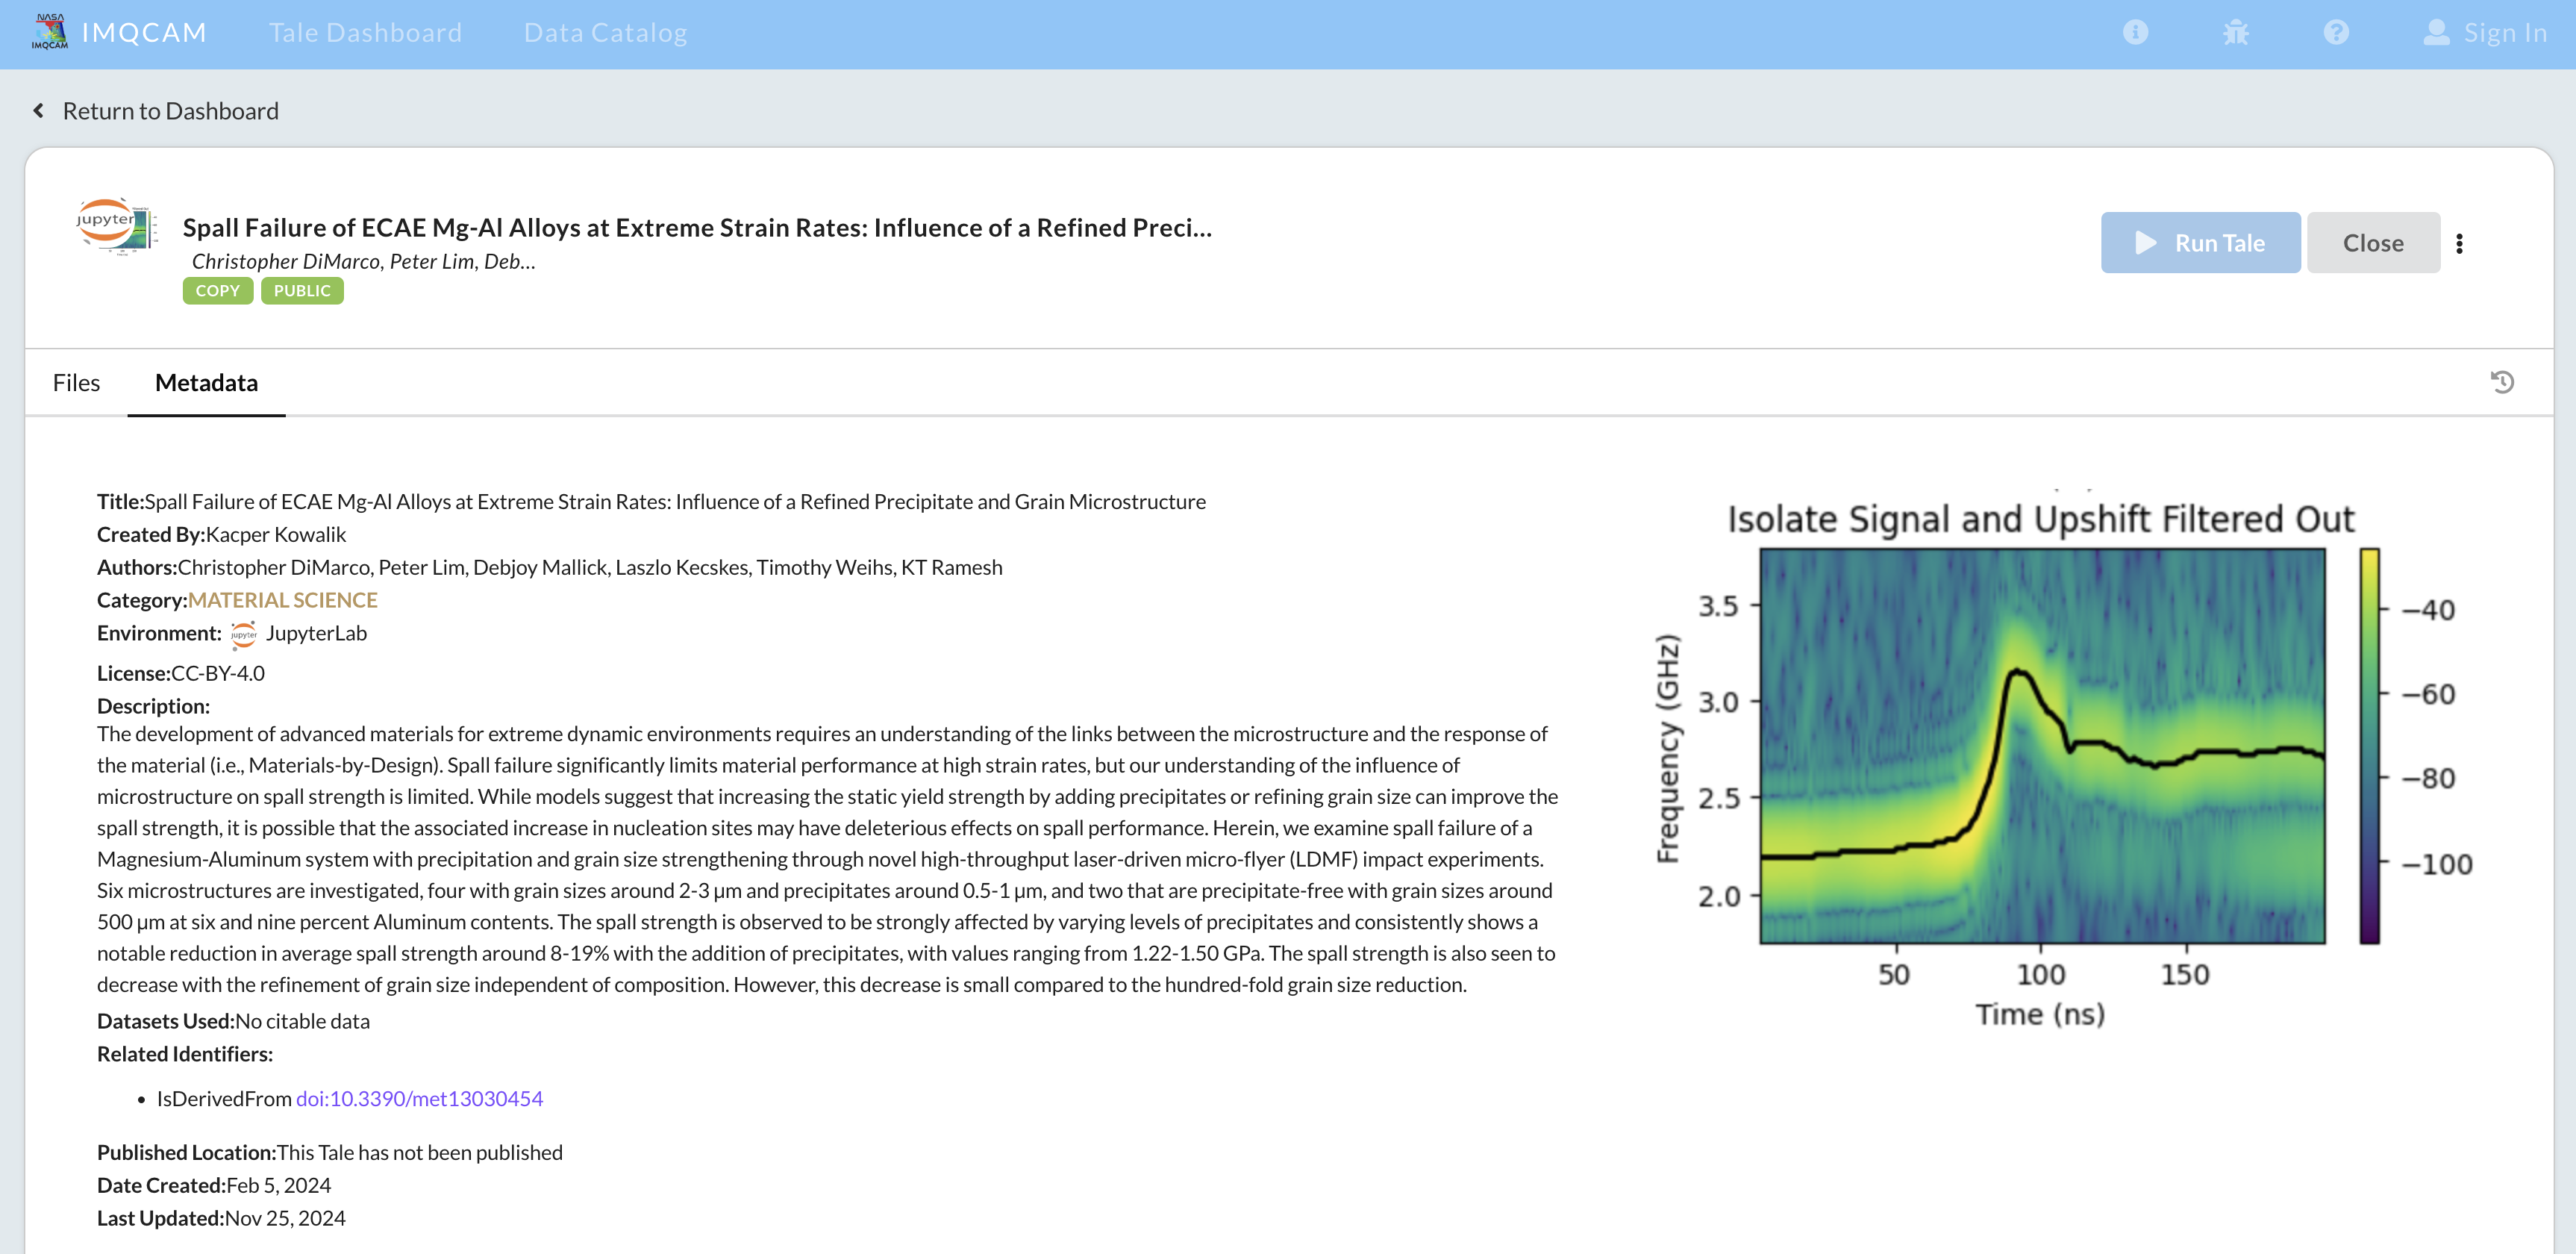 NASA
IMQCAM
IMQCAM
Tale Dashboard
Data Catalog
Sign In
Return to Dashboard
jupyter
Spall Failure of ECAE Mg-Al Alloys at Extreme Strain Rates: Influence of a Refined Preci...
Christopher DiMarco, Peter Lim, Deb...
COPY
PUBLIC
Run Tale
Close
Files
Metadata
Title:Spall Failure of ECAE Mg-Al Alloys at Extreme Strain Rates: Influence of a Refined Precipitate and Grain Microstructure
Created By:Kacper Kowalik
Authors:Christopher DiMarco, Peter Lim, Debjoy Mallick, Laszlo Kecskes, Timothy Weihs, KT Ramesh
Category:MATERIAL SCIENCE
Environment: jupyter JupyterLab
License:CC-BY-4.0
Description:
The development of advanced materials for extreme dynamic environments requires an understanding of the links between the microstructure and the response of
the material (i.e., Materials-by-Design). Spall failure significantly limits material performance at high strain rates, but our understanding of the influence of
microstructure on spall strength is limited. While models suggest that increasing the static yield strength by adding precipitates or refining grain size can improve the
spall strength, it is possible that the associated increase in nucleation sites may have deleterious effects on spall performance. Herein, we examine spall failure of a
Magnesium-Aluminum system with precipitation and grain size strengthening through novel high-throughput laser-driven micro-flyer (LDMF) impact experiments.
Six microstructures are investigated, four with grain sizes around 2-3 μm and precipitates around 0.5-1 μm, and two that are precipitate-free with grain sizes around
500 μm at six and nine percent Aluminum contents. The spall strength is observed to be strongly affected by varying levels of precipitates and consistently shows a
notable reduction in average spall strength around 8-19% with the addition of precipitates, with values ranging from 1.22-1.50 GPa. The spall strength is also seen to
decrease with the refinement of grain size independent of composition. However, this decrease is small compared to the hundred-fold grain size reduction.
Datasets Used:No citable data
Related Identifiers:
• IsDerivedFrom doi:10.3390/met13030454
Published Location:This Tale has not been published
Date Created:Feb 5, 2024
Last Updated:Nov 25, 2024
Isolate Signal and Upshift Filtered Out
Frequency (GHz)
3.5
3.0
2.5
2.0
50
100
150
Time (ns)
−40
−60
−80
−100